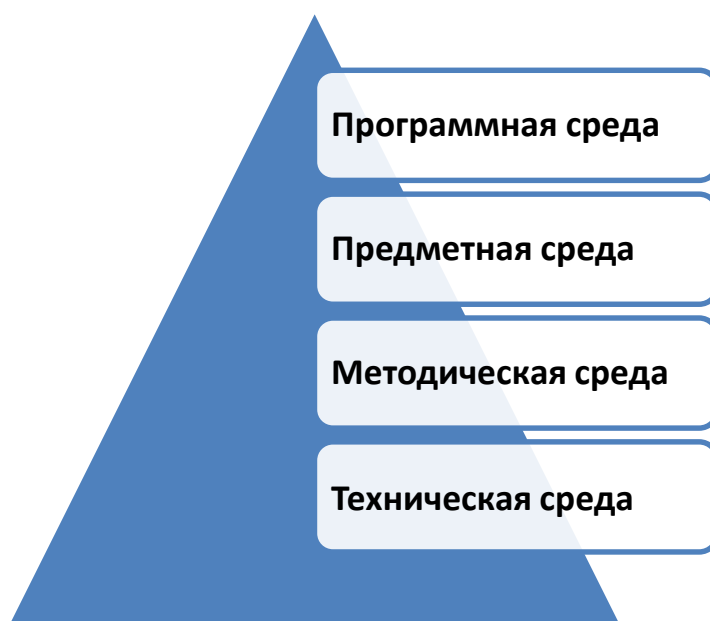 Программная среда
Предметная среда
Методическая среда
Техническая среда